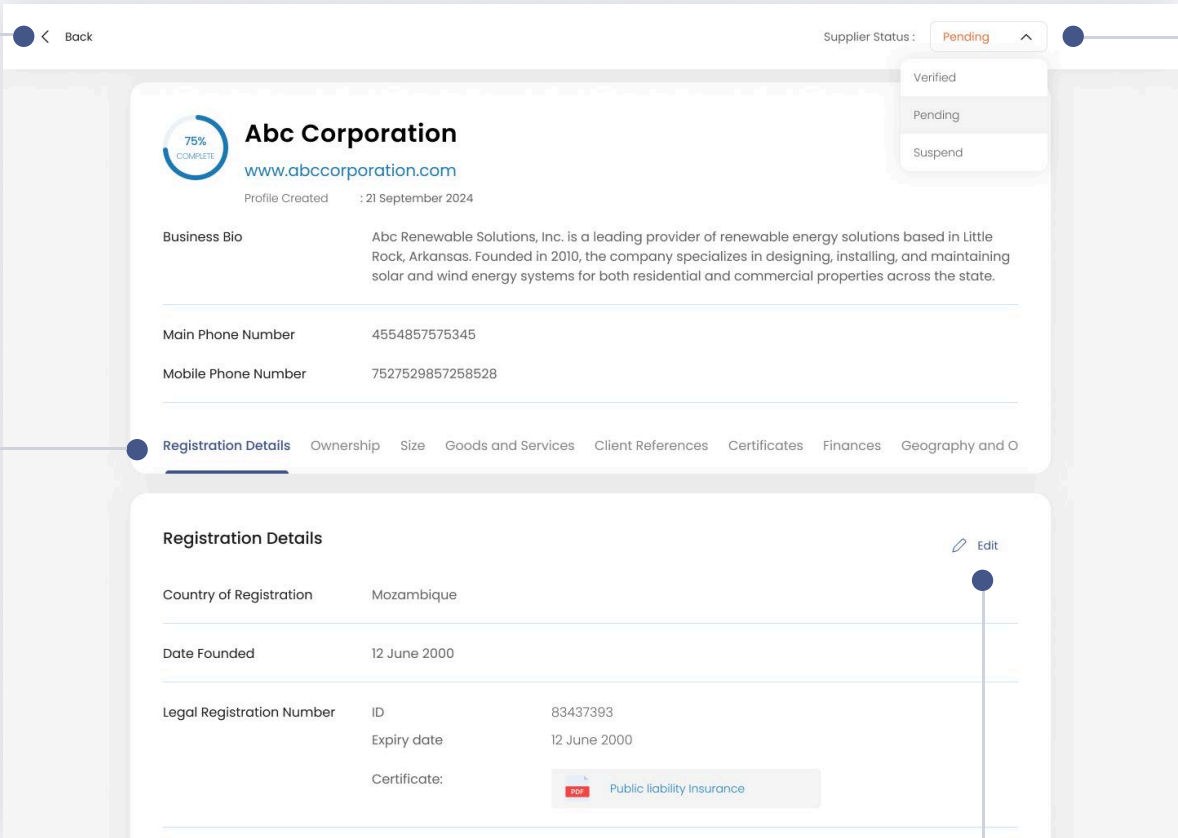 Back
Supplier Status : Pending
Verified
Pending
Suspend
75%
COMPLETE
Abc Corporation
www.abccorporation.com
Profile Created : 21 September 2024
Business Bio
Abc Renewable Solutions, Inc. is a leading provider of renewable energy solutions based in Little
Rock, Arkansas. Founded in 2010, the company specializes in designing, installing, and maintaining
solar and wind energy systems for both residential and commercial properties across the state.
Main Phone Number 4554857575345
Mobile Phone Number 7527529857258528
Registration Details Ownership Size Goods and Services Client References Certificates Finances Geography and O
Registration Details
Edit
Country of Registration Mozambique
Date Founded 12 June 2000
Legal Registration Number ID 83437393
Expiry date 12 June 2000
Certificate: PDF Public liability Insurance